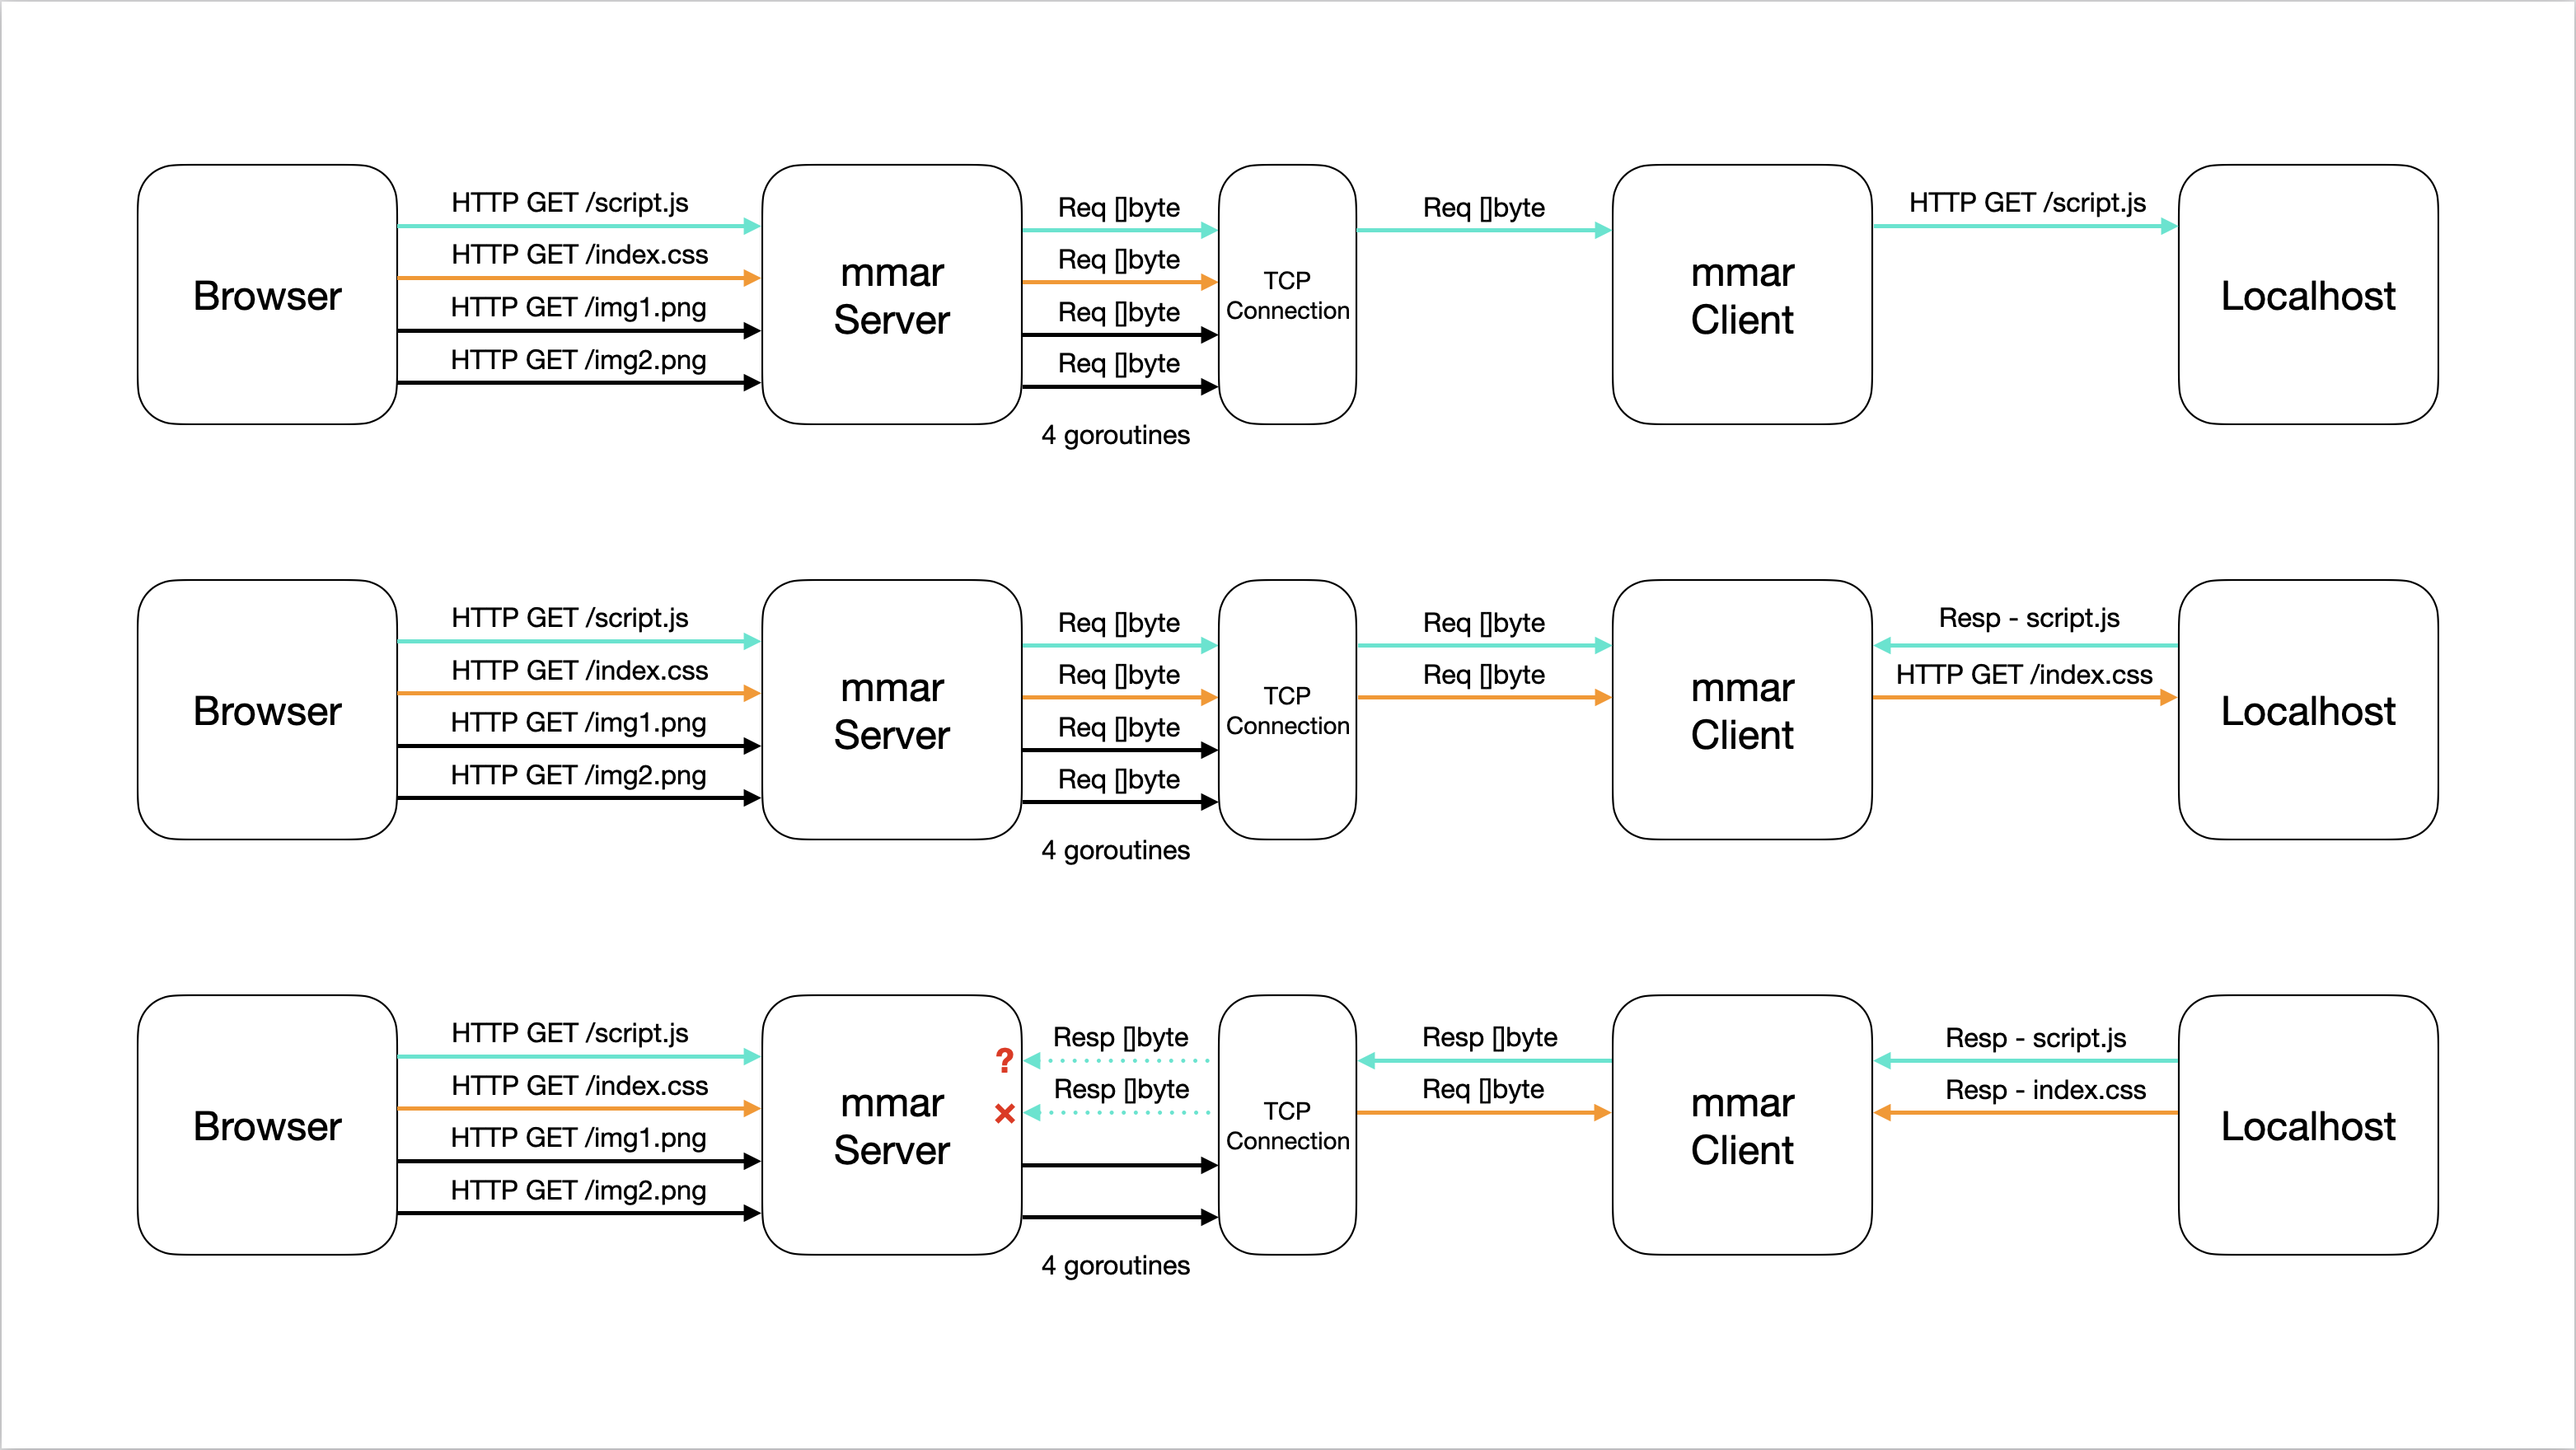 Browser
HTTP GET /script.js
HTTP GET /index.css
HTTP GET /img1.png
HTTP GET /img2.png
mmar
Server
Req []byte
Req []byte
Req []byte
Req []byte
4 goroutines
TCP
Connection
Req []byte
mmar
Client
HTTP GET /script.js
Localhost
Browser
HTTP GET /script.js
HTTP GET /index.css
HTTP GET /img1.png
HTTP GET /img2.png
mmar
Server
Req []byte
Req []byte
Req []byte
Req []byte
4 goroutines
TCP
Connection
Req []byte
Req []byte
mmar
Client
Resp - script.js
HTTP GET /index.css
Localhost
Browser
HTTP GET /script.js
HTTP GET /index.css
HTTP GET /img1.png
HTTP GET /img2.png
mmar
Server
?
Resp []byte
Resp []byte
4 goroutines
TCP
Connection
Resp []byte
Req []byte
mmar
Client
Resp - script.js
Resp - index.css
Localhost